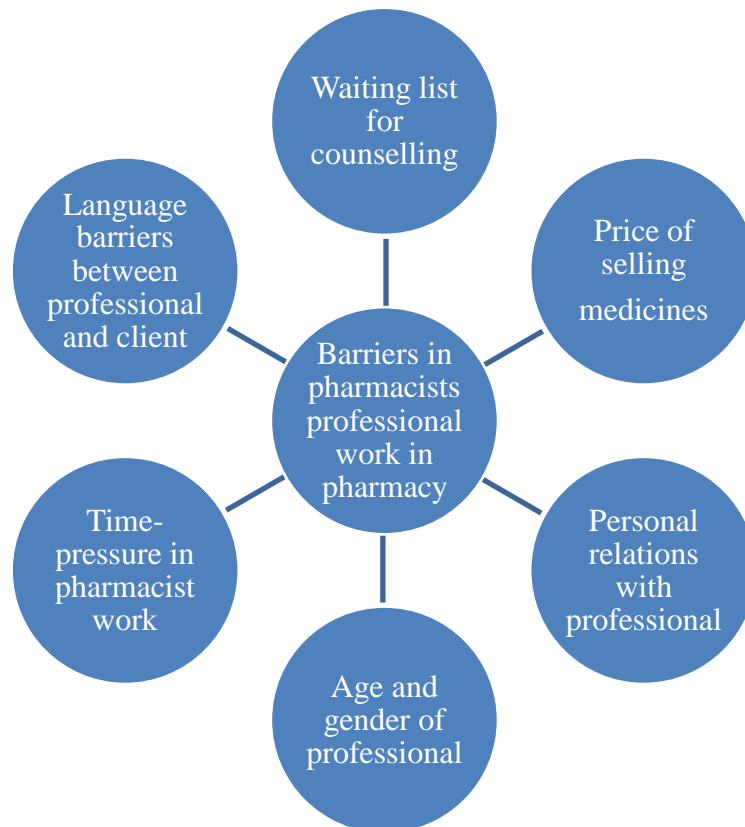 Waiting list
for
counselling
Language
barriers
between
professional
and client
Price of
selling
medicines
Barriers in
pharmacists
professional
work in
pharmacy
Time-
pressure in
pharmacist
work
Personal
relations
with
professional
Age and
gender of
professional